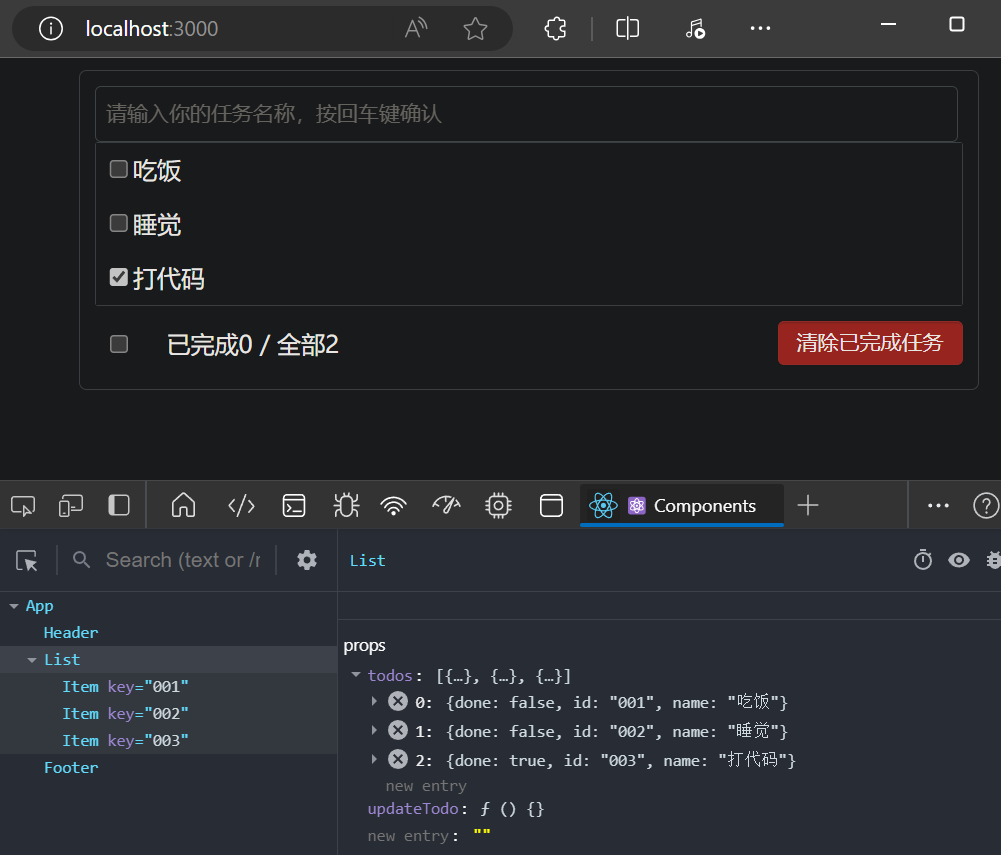 localhost:3000
请输入你的任务名称，按回车键确认
吃饭
睡觉
打代码
已完成0 / 全部2
清除已完成任务
Components
Search (text or /r
List
App
Header
List
Item key="001"
Item key="002"
Item key="003"
Footer
props
todos: [{…}, {…}, {…}]
0: {done: false, id: "001", name: "吃饭"}
1: {done: false, id: "002", name: "睡觉"}
2: {done: true, id: "003", name: "打代码"}
new entry
updateTodo: ƒ () {}
new entry: ""